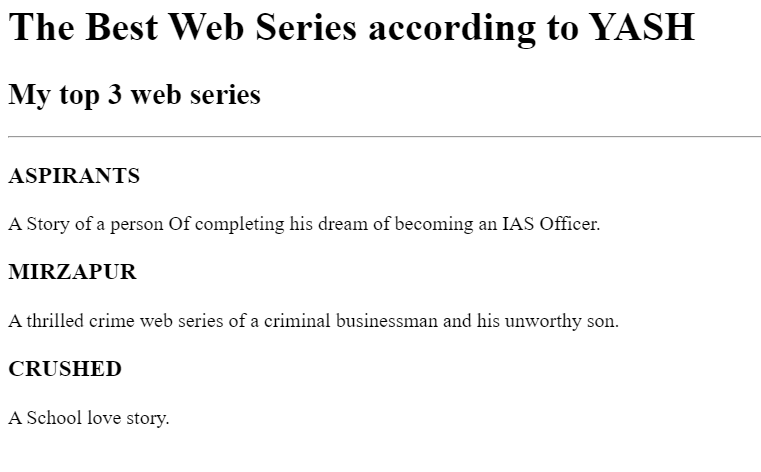 The Best Web Series according to YASH
My top 3 web series
ASPIRANTS
A Story of a person Of completing his dream of becoming an IAS Officer.
MIRZAPUR
A thrilled crime web series of a criminal businessman and his unworthy son.
CRUSHED
A School love story.